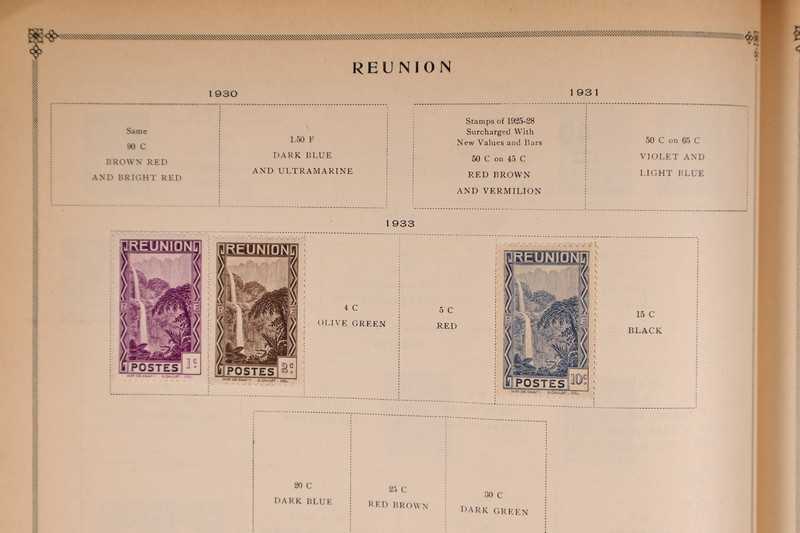 REUNION
1930
1931
Same
90 C
BROWN RED
AND BRIGHT RED
1.50 F
DARK BLUE
AND ULTRAMARINE
Stamps of 1925-28
Surcharged With
New Values and Bars
50 C on 45 C
RED BROWN
AND VERMILION
50 C on 65 C
VIOLET AND
LIGHT BLUE
1933
REUNION
POSTES 1c.
REUNION
POSTES 2c.
4 C
OLIVE GREEN
5 C
RED
REUNION
POSTES 10c
15 C
BLACK
20 C
DARK BLUE
25 C
RED BROWN
30 C
DARK GREEN